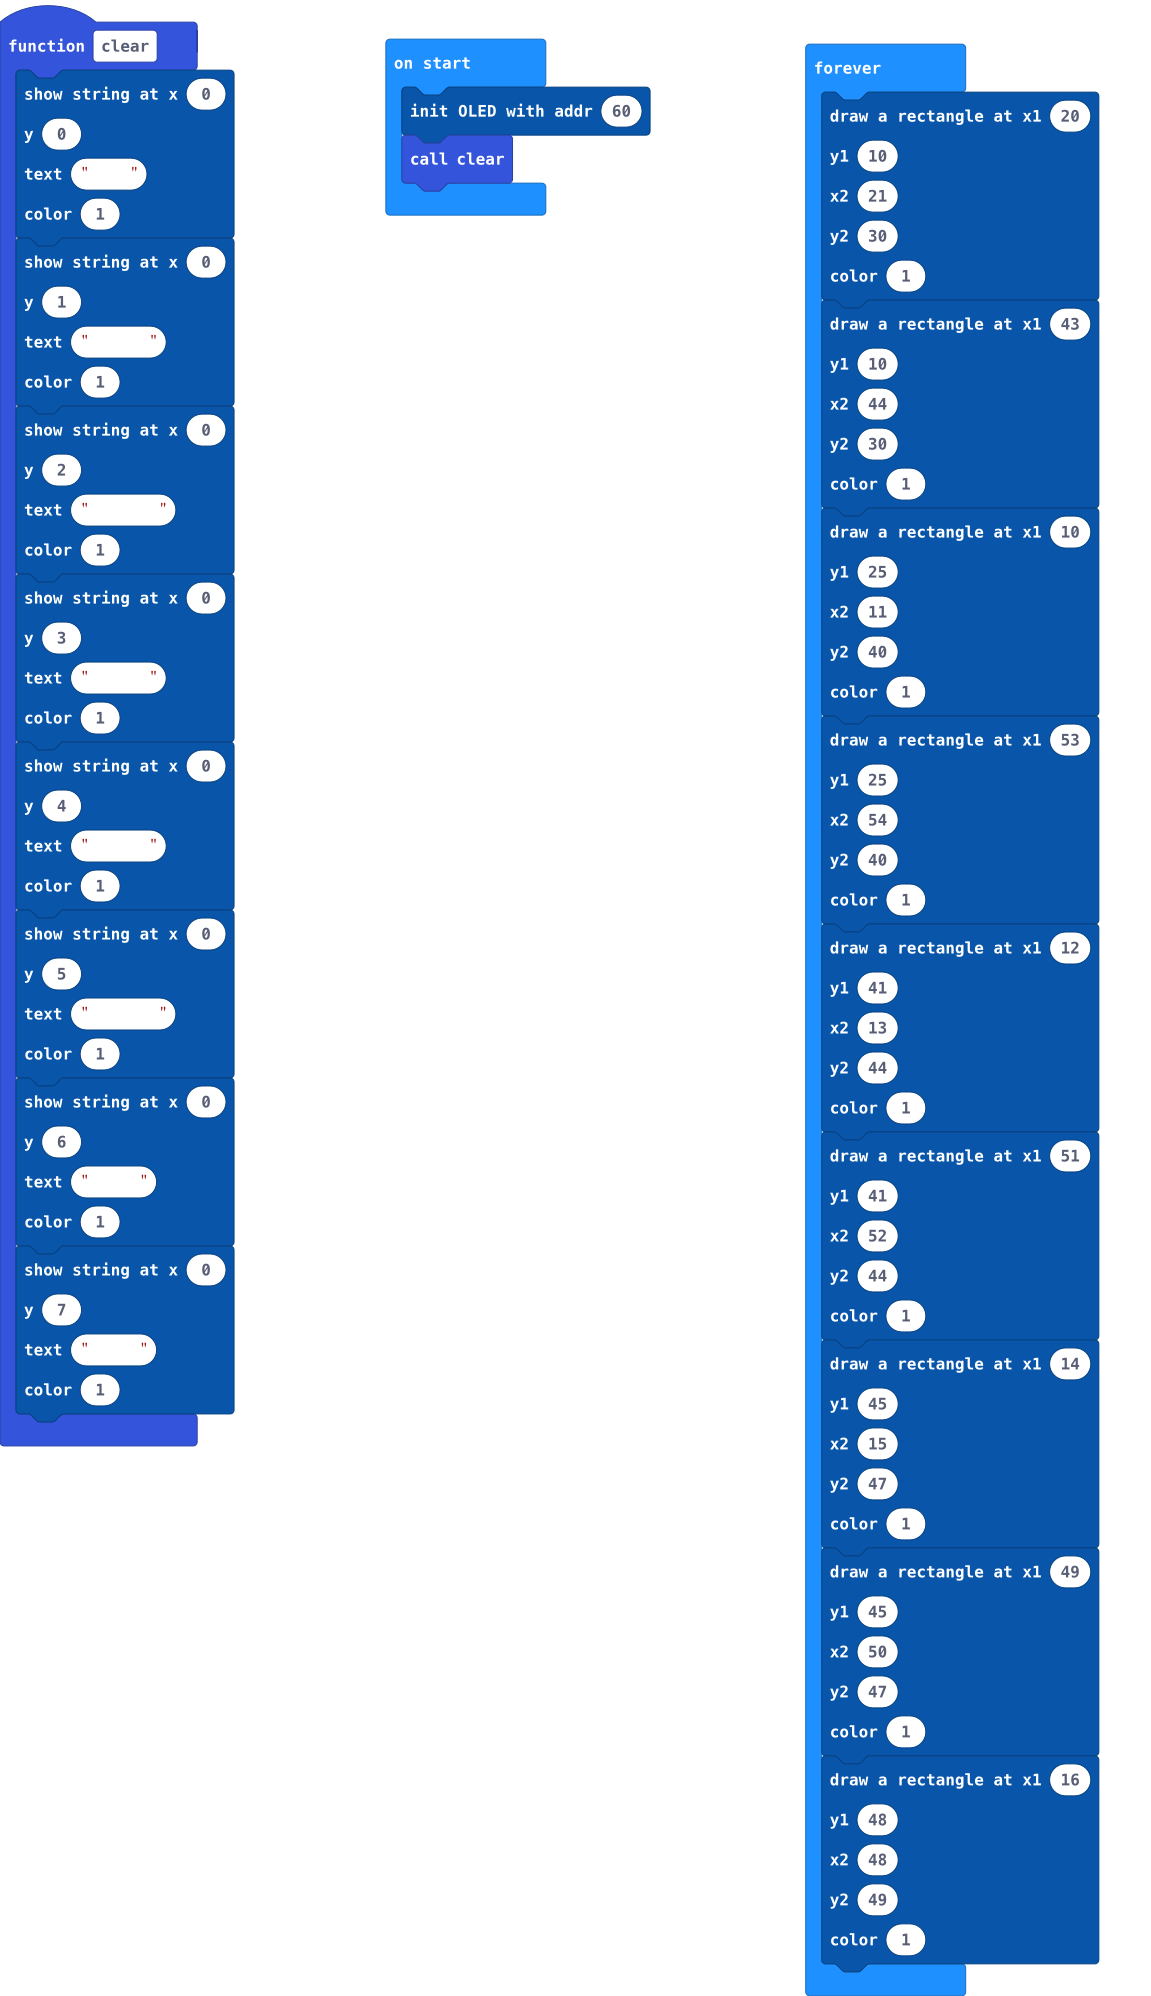 function clear
show string at x 0
y 0
text "     "
color 1
show string at x 0
y 1
text "       "
color 1
show string at x 0
y 2
text "        "
color 1
show string at x 0
y 3
text "       "
color 1
show string at x 0
y 4
text "       "
color 1
show string at x 0
y 5
text "        "
color 1
show string at x 0
y 6
text "      "
color 1
show string at x 0
y 7
text "      "
color 1
on start
init OLED with addr 60
call clear
forever
draw a rectangle at x1 20
y1 10
x2 21
y2 30
color 1
draw a rectangle at x1 43
y1 10
x2 44
y2 30
color 1
draw a rectangle at x1 10
y1 25
x2 11
y2 40
color 1
draw a rectangle at x1 53
y1 25
x2 54
y2 40
color 1
draw a rectangle at x1 12
y1 41
x2 13
y2 44
color 1
draw a rectangle at x1 51
y1 41
x2 52
y2 44
color 1
draw a rectangle at x1 14
y1 45
x2 15
y2 47
color 1
draw a rectangle at x1 49
y1 45
x2 50
y2 47
color 1
draw a rectangle at x1 16
y1 48
x2 48
y2 49
color 1